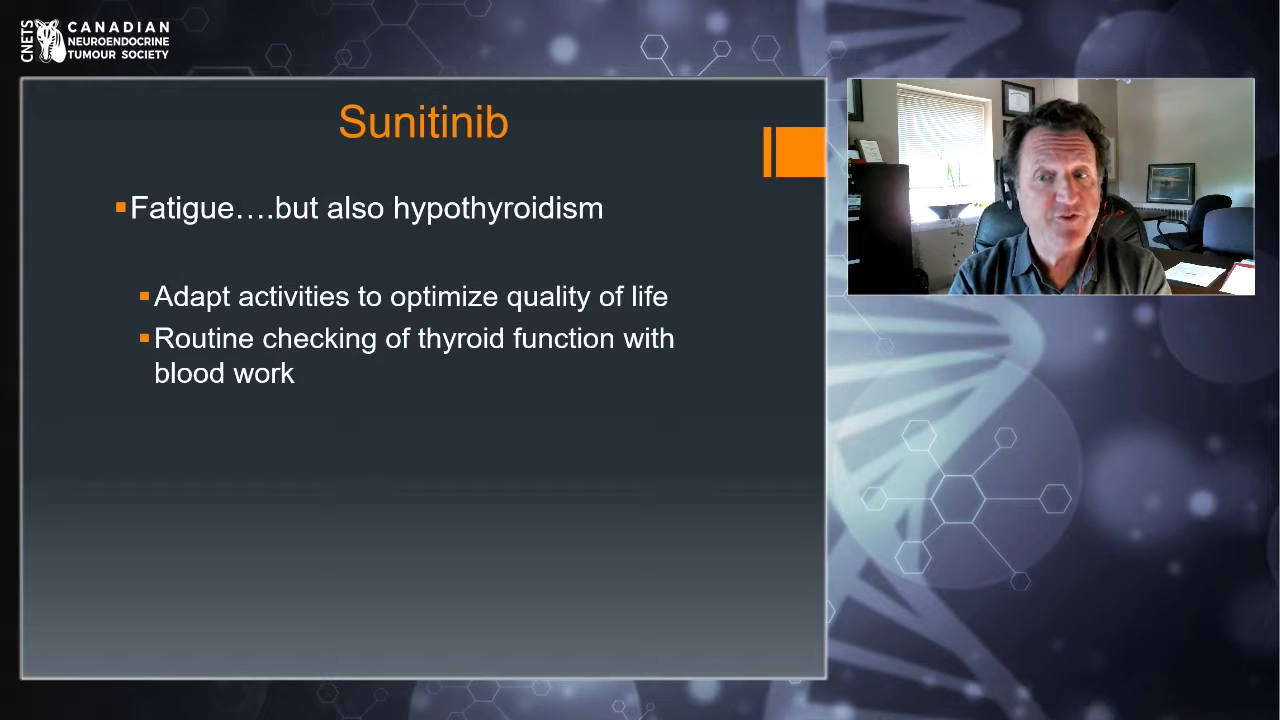 CNETS
CANADIAN
NEUROENDOCRINE
TUMOUR SOCIETY
Sunitinib
Fatigue….but also hypothyroidism
Adapt activities to optimize quality of life
Routine checking of thyroid function with
blood work